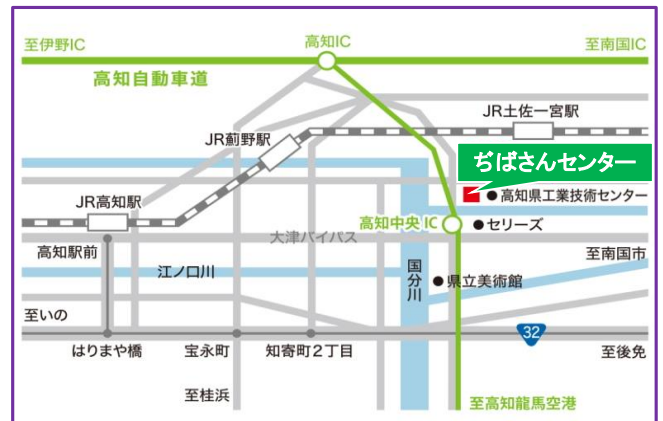 至伊野IC
高知IC
至南国IC
高知自動車道
JR土佐一宮駅
JR薊野駅
ぢばさんセンター
JR高知駅
高知県工業技術センター
高知中央IC
セリーズ
大津バイパス
高知駅前
至南国市
江ノ口川
国分川
県立美術館
至いの
32
はりまや橋
宝永町
知寄町2丁目
至後免
至桂浜
至高知龍馬空港